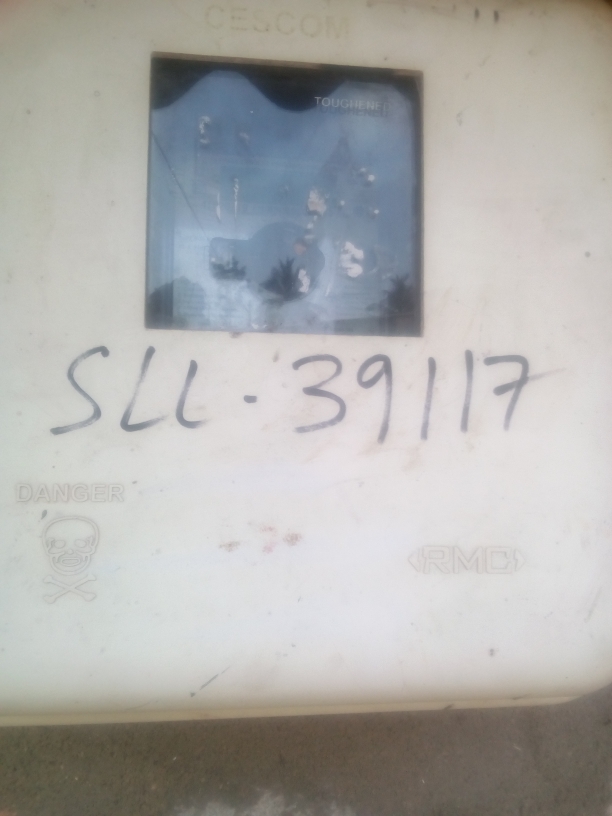 CESCOM
TOUGHENED
SLL - 39117
DANGER
RMC